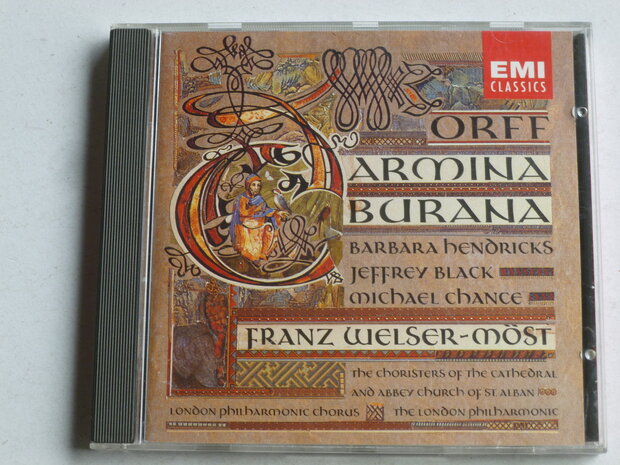 EMI
CLASSICS
ORFF
CARMINA
BURANA
BARBARA HENDRICKS
JEFFREY BLACK
MICHAEL CHANCE
FRANZ WELSER-MÖST
THE CHORISTERS OF THE CATHEDRAL
AND ABBEY CHURCH OF ST. ALBAN
LONDON PHILHARMONIC CHORUS THE LONDON PHILHARMONIC